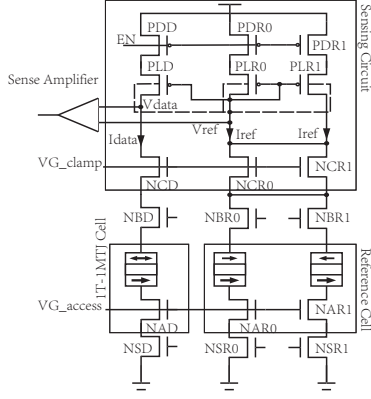 PDD
PDR0
PDR1
EN
PLD
PLR0
PLR1
Sense Amplifier
Vdata
Vref
Idata
Iref
Iref
VG_clamp
NCD
NCR0
NCR1
Sensing Circuit
NBD
NBR0
NBR1
1T-1MTJ Cell
Reference Cell
VG_access
NAD
NAR0
NAR1
NSD
NSR0
NSR1